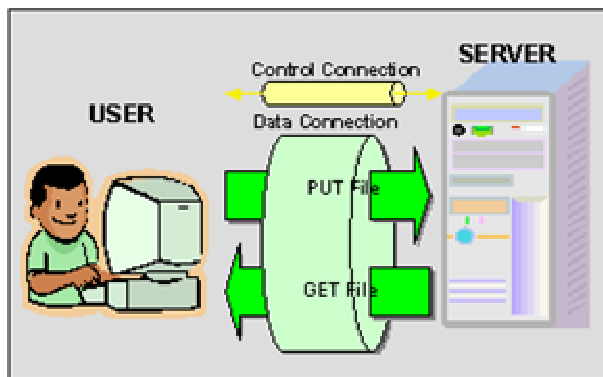 SERVER
Control Connection
USER
Data Connection
PUT File
GET File